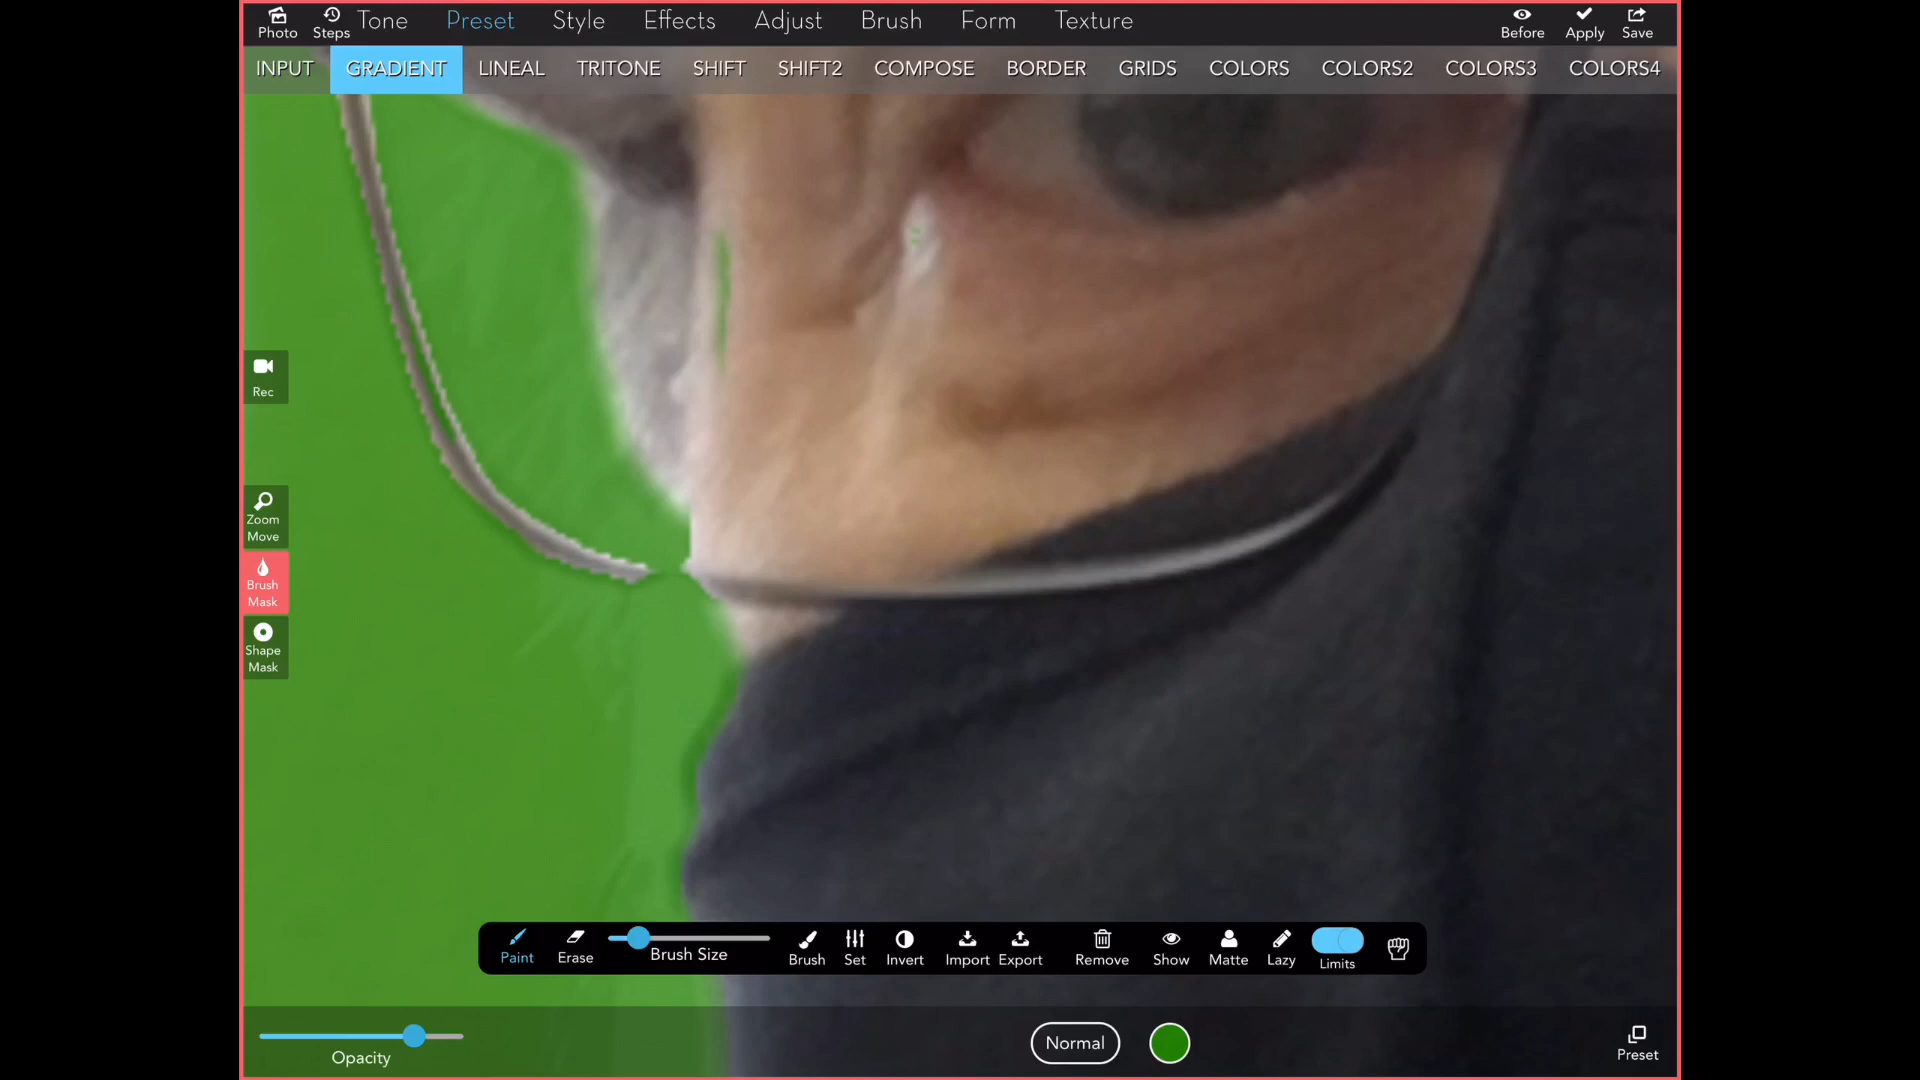 Photo Steps Tone Preset Style Effects Adjust Brush Form Texture Before Apply Save
INPUT GRADIENT LINEAL TRITONE SHIFT SHIFT2 COMPOSE BORDER GRIDS COLORS COLORS2 COLORS3 COLORS4
Rec
Zoom
Move
Brush
Mask
Shape
Mask
Paint Erase Brush Size Brush Set Invert Import Export Remove Show Matte Lazy Limits
Opacity Normal Preset